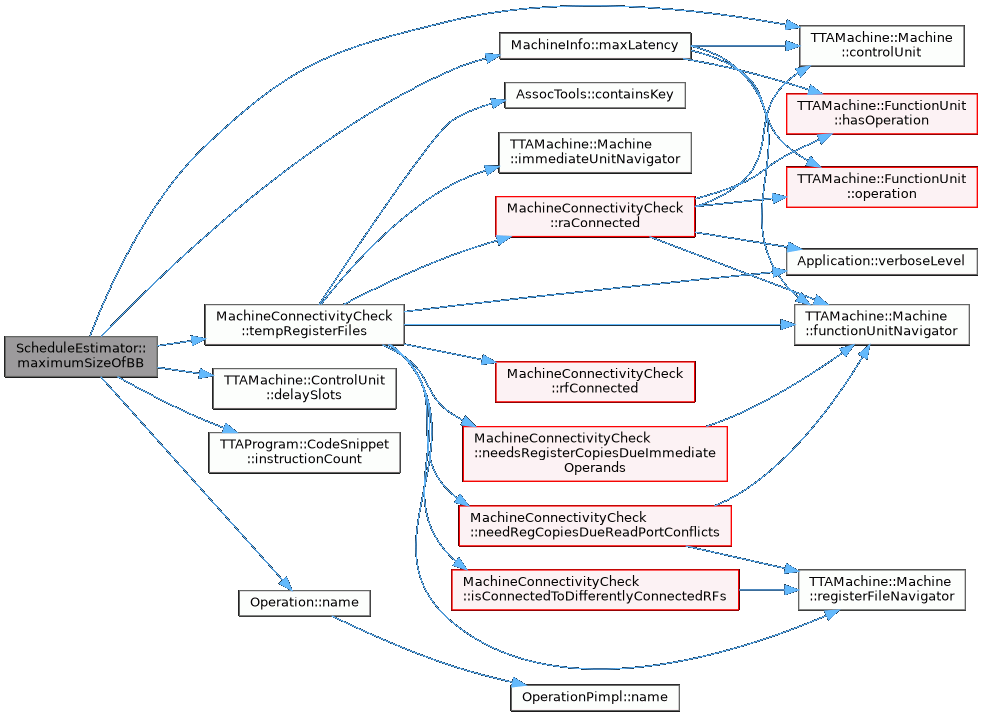 ScheduleEstimator::
maximumSizeOfBB
MachineConnectivityCheck
::tempRegisterFiles
TTAMachine::ControlUnit
::delaySlots
TTAProgram::CodeSnippet
::instructionCount
Operation::name
MachineInfo::maxLatency
AssocTools::containsKey
TTAMachine::Machine
::immediateUnitNavigator
MachineConnectivityCheck
::raConnected
MachineConnectivityCheck
::rfConnected
MachineConnectivityCheck
::needsRegisterCopiesDueImmediate
Operands
MachineConnectivityCheck
::needRegCopiesDueReadPortConflicts
MachineConnectivityCheck
::isConnectedToDifferentlyConnectedRFs
OperationPimpl::name
TTAMachine::Machine
::controlUnit
TTAMachine::FunctionUnit
::hasOperation
TTAMachine::FunctionUnit
::operation
Application::verboseLevel
TTAMachine::Machine
::functionUnitNavigator
TTAMachine::Machine
::registerFileNavigator